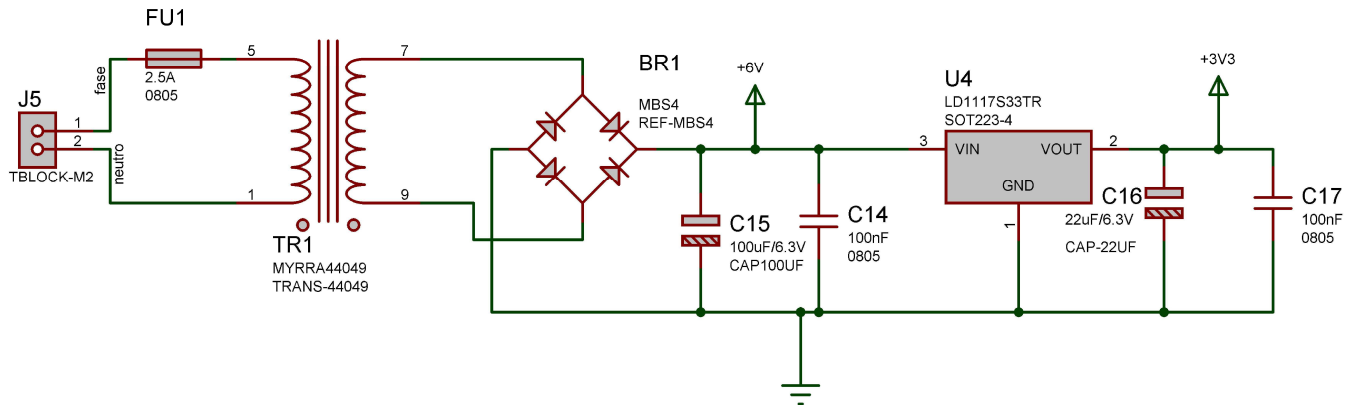 FU1
2.5A
0805
fase
J5
1
2
TBLOCK-M2
neutro
5
1
7
9
TR1
MYRRA44049
TRANS-44049
BR1
MBS4
REF-MBS4
+6V
C15
100uF/6.3V
CAP100UF
C14
100nF
0805
U4
LD1117S33TR
SOT223-4
3
VIN
VOUT
2
GND
1
+3V3
C16
22uF/6.3V
CAP-22UF
C17
100nF
0805